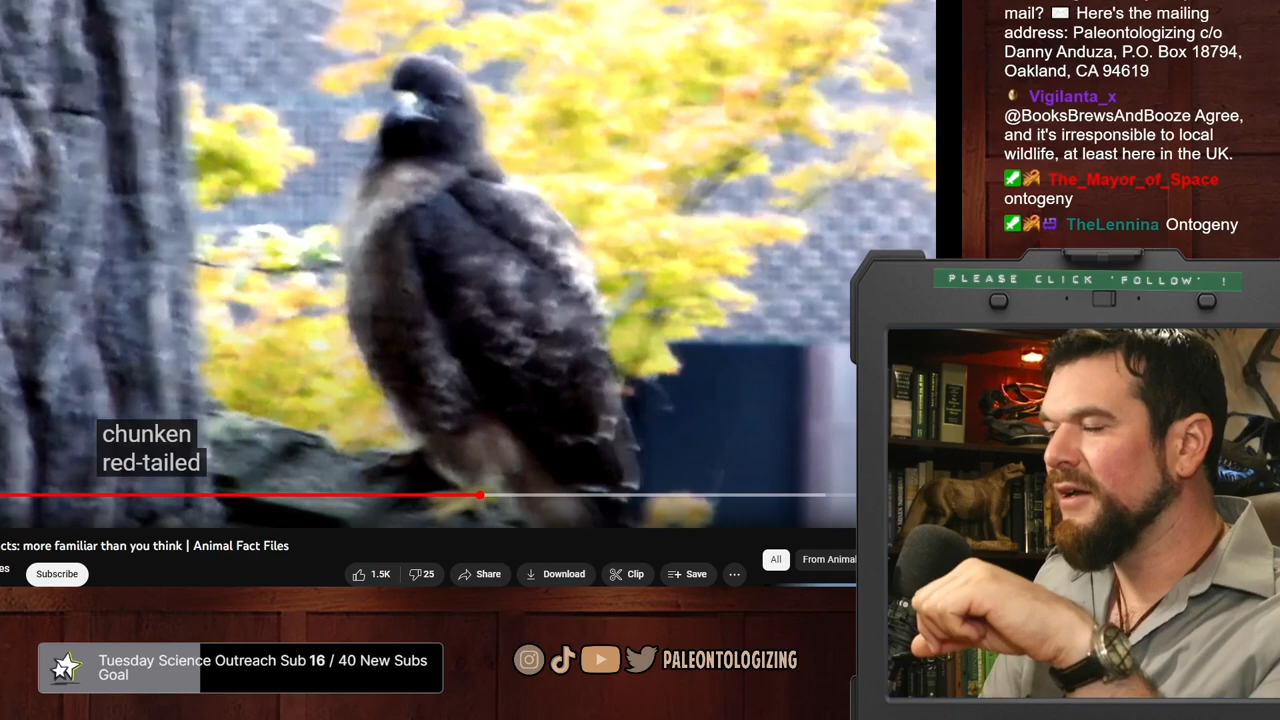 mail? ✉️ Here's the mailing
address: Paleontologizing c/o
Danny Anduza, P.O. Box 18794,
Oakland, CA 94619
Vigilanta_x
@BooksBrewsAndBooze Agree,
and it's irresponsible to local
wildlife, at least here in the UK.
The_Mayor_of_Space
ontogeny
TheLennina Ontogeny
PLEASE CLICK 'FOLLOW' !
chunken
red-tailed
cts: more familiar than you think | Animal Fact Files
es
Subscribe
1.5K
25
Share
Download
Clip
Save
All
From Animal
Tuesday Science Outreach Sub 16 / 40 New Subs
Goal
PALEONTOLOGIZING